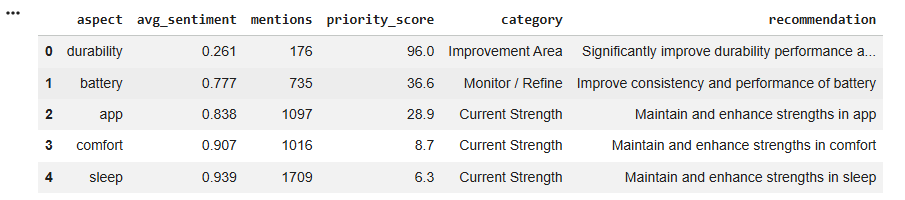 aspect avg_sentiment mentions priority_score category recommendation
0 durability 0.261 176 96.0 Improvement Area Significantly improve durability performance a...
1 battery 0.777 735 36.6 Monitor / Refine Improve consistency and performance of battery
2 app 0.838 1097 28.9 Current Strength Maintain and enhance strengths in app
3 comfort 0.907 1016 8.7 Current Strength Maintain and enhance strengths in comfort
4 sleep 0.939 1709 6.3 Current Strength Maintain and enhance strengths in sleep